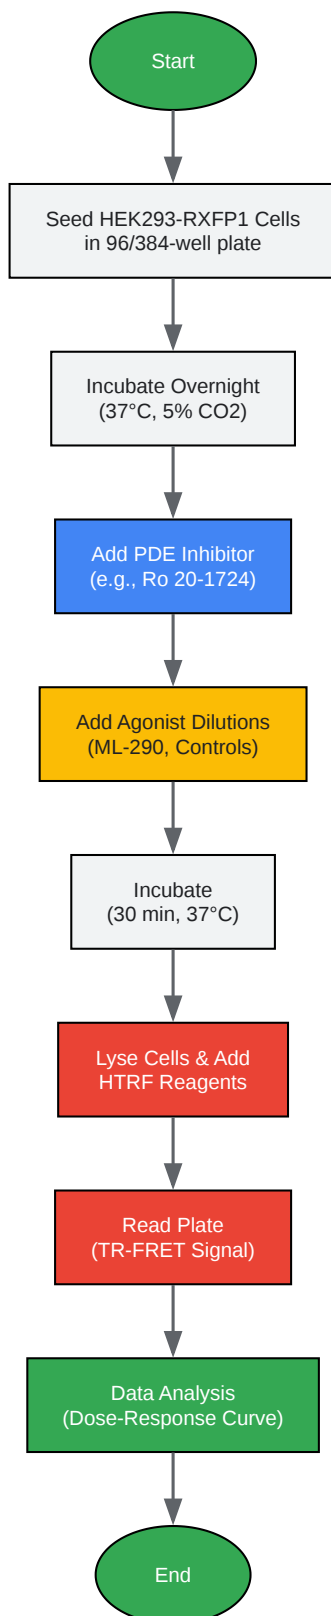 Start
Seed HEK293-RXFP1 Cells
in 96/384-well plate
Incubate Overnight
(37°C, 5% CO2)
Add PDE Inhibitor
(e.g., Ro 20-1724)
Add Agonist Dilutions
(ML-290, Controls)
Incubate
(30 min, 37°C)
Lyse Cells & Add
HTRF Reagents
Read Plate
(TR-FRET Signal)
Data Analysis
(Dose-Response Curve)
End